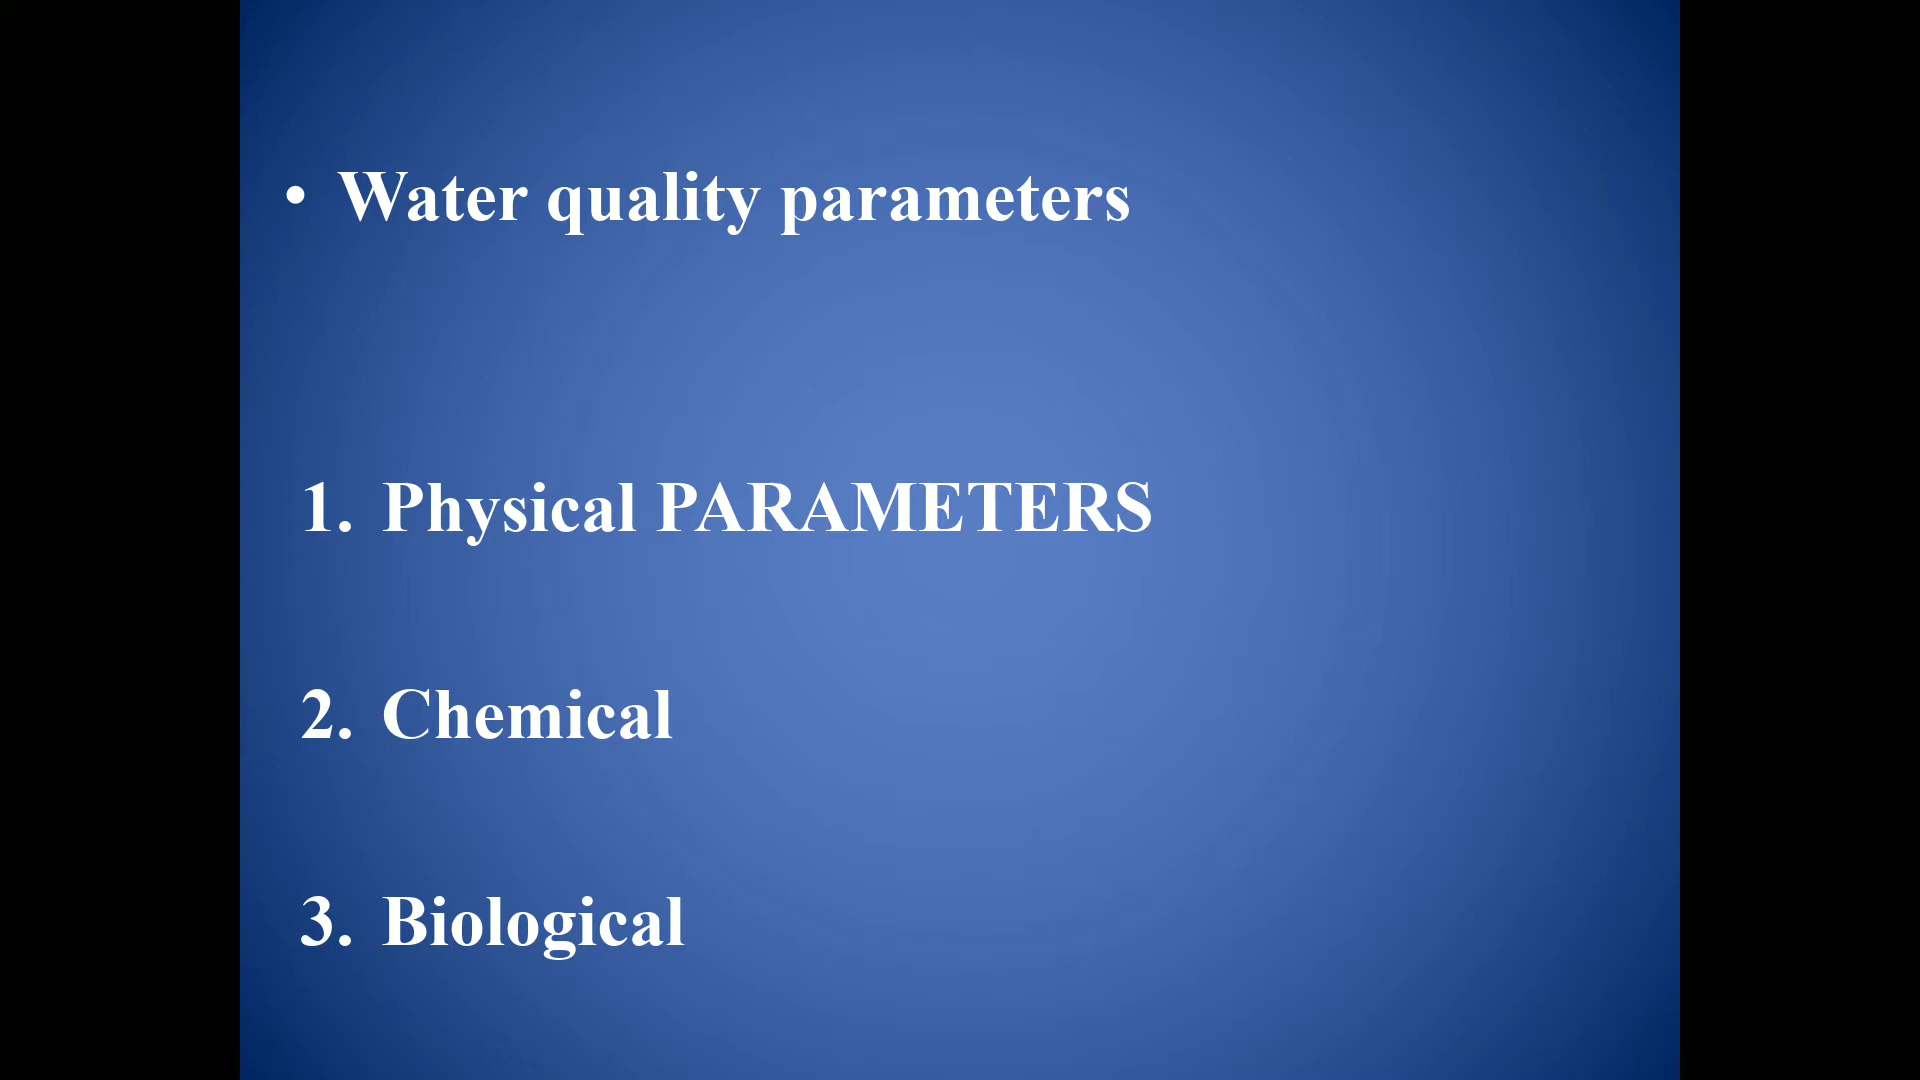 • Water quality parameters
1. Physical PARAMETERS
2. Chemical
3. Biological